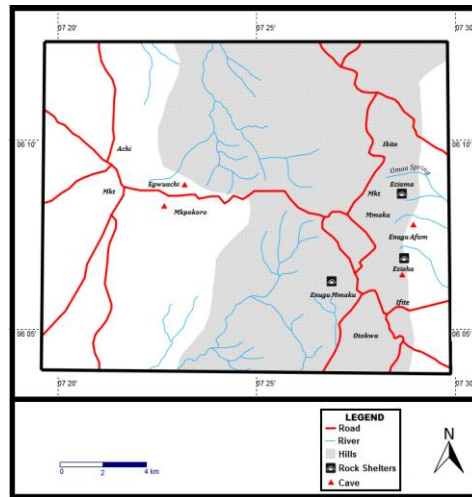 07 20'
07 25'
07 30'
06 10'
06 10'
Achi
Ibite
Oman Spring
Egwuachi
Eziama
Mkt
Mkpokoro
Mkt
Mmaku
Enugu Afam
Ezioha
Enugu Mmaku
Ifite
06 05'
06 05'
Otokwa
07 20'
07 25'
07 30
LEGEND
Road
River
Hills
Rock Shelters
Cave
0 2 4 km
N